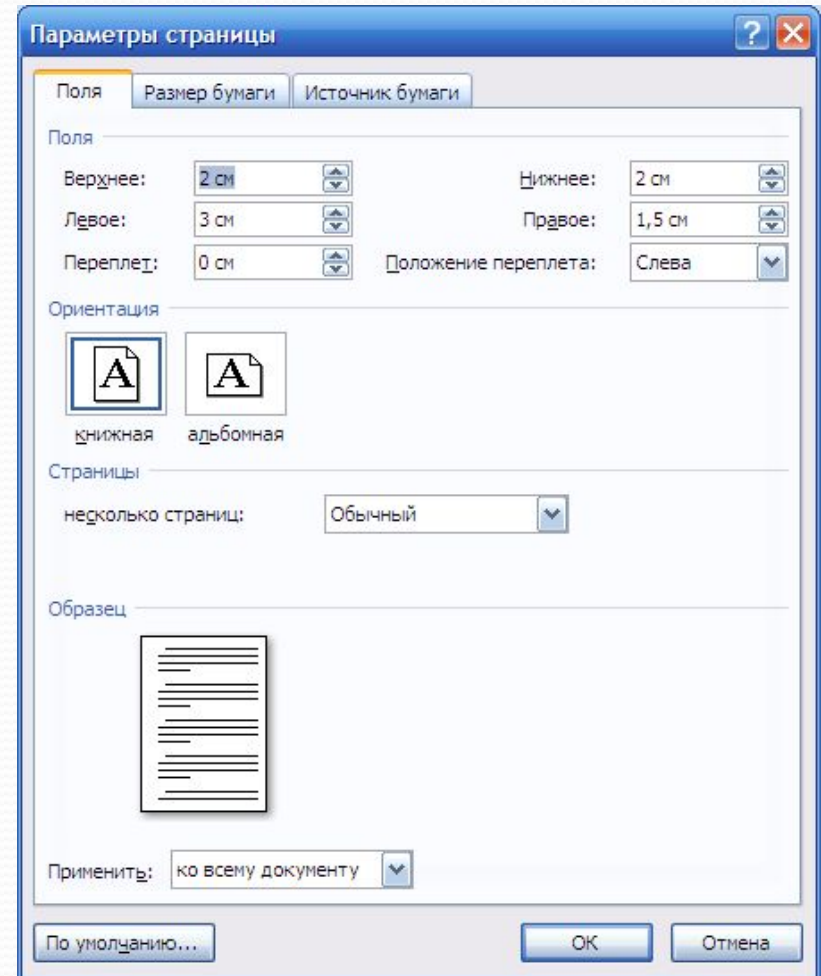 Параметры страницы
Поля Размер бумаги Источник бумаги
Поля
Верхнее: 2 см Нижнее: 2 см
Левое: 3 см Правое: 1,5 см
Переплет: 0 см Положение переплета: Слева
Ориентация
A A
книжная альбомная
Страницы
несколько страниц: Обычный
Образец
Применить: ко всему документу
По умолчанию... ОК Отмена